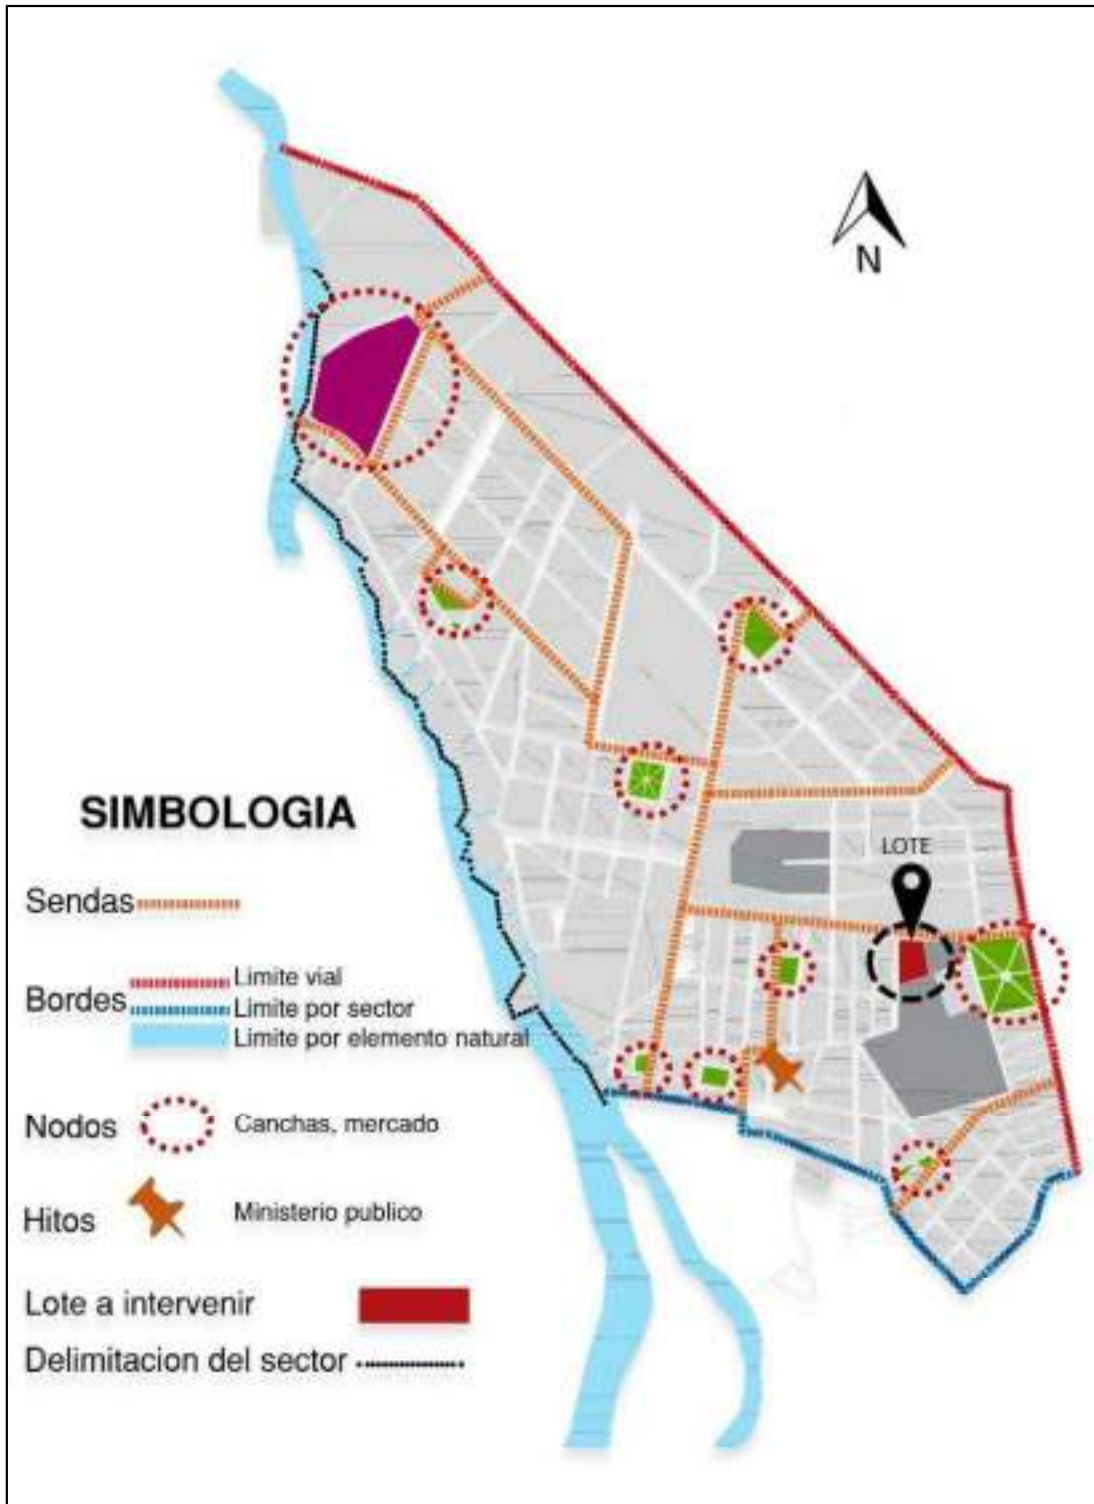 N
LOTE
SIMBOLOGIA
Sendas
Bordes
Limite vial
Limite por sector
Limite por elemento natural
Nodos
Canchas, mercado
Hitos
Ministerio publico
Lote a intervenir
Delimitacion del sector